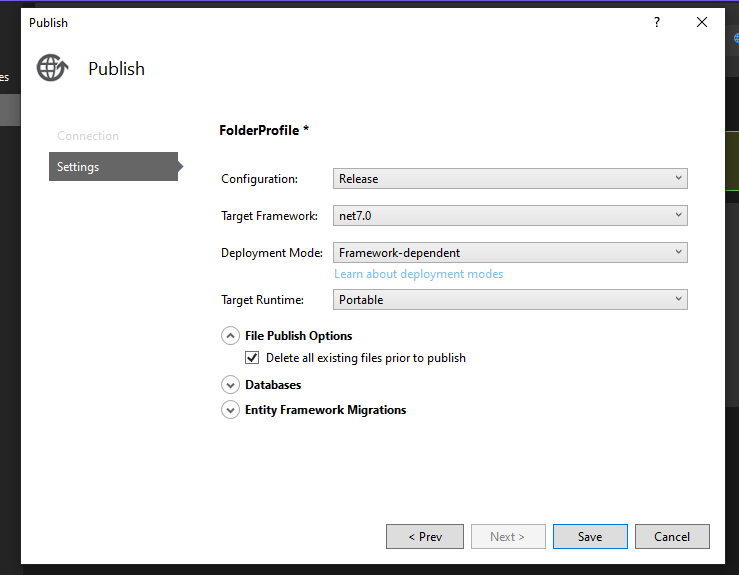 Publish
?
es
Publish
Connection
Settings
FolderProfile *
Configuration:
Release
Target Framework:
net7.0
Deployment Mode:
Framework-dependent
Learn about deployment modes
Target Runtime:
Portable
File Publish Options
Delete all existing files prior to publish
Databases
Entity Framework Migrations
< Prev
Next >
Save
Cancel